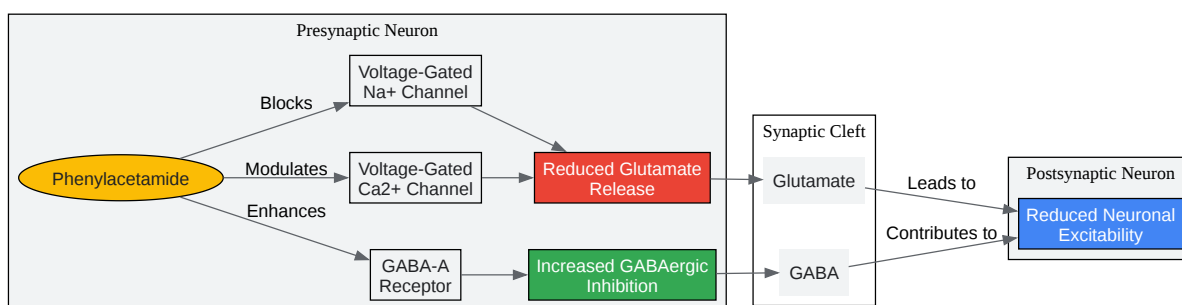 Presynaptic Neuron
Phenylacetamide
Blocks
Modulates
Enhances
Voltage-Gated
Na+ Channel
Voltage-Gated
Ca2+ Channel
GABA-A
Receptor
Reduced Glutamate
Release
Increased GABAergic
Inhibition
Synaptic Cleft
Glutamate
GABA
Leads to
Contributes to
Postsynaptic Neuron
Reduced Neuronal
Excitability